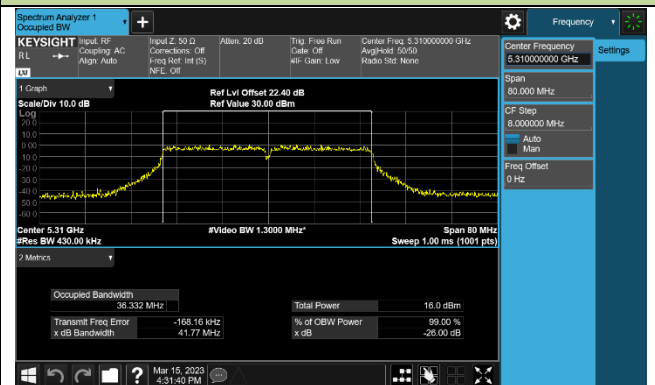 Spectrum Analyzer 1
Occupied BW
Frequency
KEYSIGHT
RL
Input: RF
Coupling: AC
Align: Auto
Input Z: 50 Ω
Corrections: Off
Freq Ref: Int (S)
NFE: Off
Atten: 20 dB
Trig: Free Run
Gate: Off
#IF Gain: Low
Center Freq: 5.310000000 GHz
Avg|Hold: 50/50
Radio Std: None
Center Frequency
5.310000000 GHz
Settings
Span
80.000 MHz
CF Step
8.000000 MHz
Auto
Man
Freq Offset
0 Hz
1 Graph
Scale/Div 10.0 dB
Ref Lvl Offset 22.40 dB
Ref Value 30.00 dBm
Log
20.0
10.0
0.00
-10.0
-20.0
-30.0
-40.0
-50.0
-60.0
Center 5.31 GHz
#Video BW 1.3000 MHz*
Span 80 MHz
#Res BW 430.00 kHz
Sweep 1.00 ms (1001 pts)
2 Metrics
Occupied Bandwidth
36.332 MHz
Total Power
16.0 dBm
Transmit Freq Error
-168.16 kHz
% of OBW Power
99.00 %
x dB Bandwidth
41.77 MHz
x dB
-26.00 dB
Mar 15, 2023
4:31:40 PM